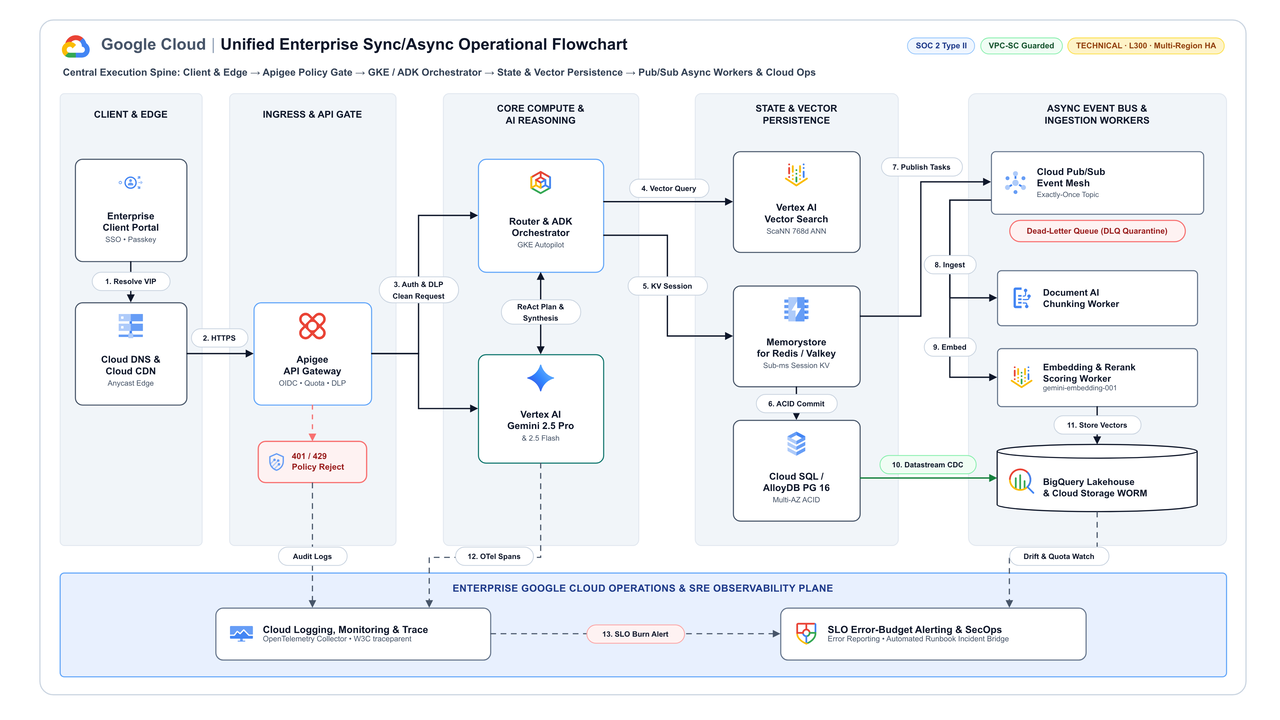 Google Cloud | Unified Enterprise Sync/Async Operational Flowchart
SOC 2 Type II
VPC-SC Guarded
TECHNICAL · L300 · Multi-Region HA
Central Execution Spine: Client & Edge → Apigee Policy Gate → GKE / ADK Orchestrator → State & Vector Persistence → Pub/Sub Async Workers & Cloud Ops
CLIENT & EDGE
Enterprise
Client Portal
SSO • Passkey
1. Resolve VIP
Cloud DNS &
Cloud CDN
Anycast Edge
2. HTTPS
INGRESS & API GATE
Apigee
API Gateway
OIDC • Quota • DLP
401 / 429
Policy Reject
3. Auth & DLP
Clean Request
CORE COMPUTE &
AI REASONING
Router & ADK
Orchestrator
GKE Autopilot
ReAct Plan &
Synthesis
Vertex AI
Gemini 2.5 Pro
& 2.5 Flash
4. Vector Query
5. KV Session
STATE & VECTOR
PERSISTENCE
Vertex AI
Vector Search
ScaNN 768d ANN
Memorystore
for Redis / Valkey
Sub-ms Session KV
6. ACID Commit
Cloud SQL /
AlloyDB PG 16
Multi-AZ ACID
7. Publish Tasks
8. Ingest
9. Embed
10. Datastream CDC
ASYNC EVENT BUS &
INGESTION WORKERS
Cloud Pub/Sub
Event Mesh
Exactly-Once Topic
Dead-Letter Queue (DLQ Quarantine)
Document AI
Chunking Worker
Embedding & Rerank
Scoring Worker
gemini-embedding-001
11. Store Vectors
BigQuery Lakehouse
& Cloud Storage WORM
Audit Logs
12. OTel Spans
Drift & Quota Watch
ENTERPRISE GOOGLE CLOUD OPERATIONS & SRE OBSERVABILITY PLANE
Cloud Logging, Monitoring & Trace
OpenTelemetry Collector • W3C traceparent
13. SLO Burn Alert
SLO Error-Budget Alerting & SecOps
Error Reporting • Automated Runbook Incident Bridge